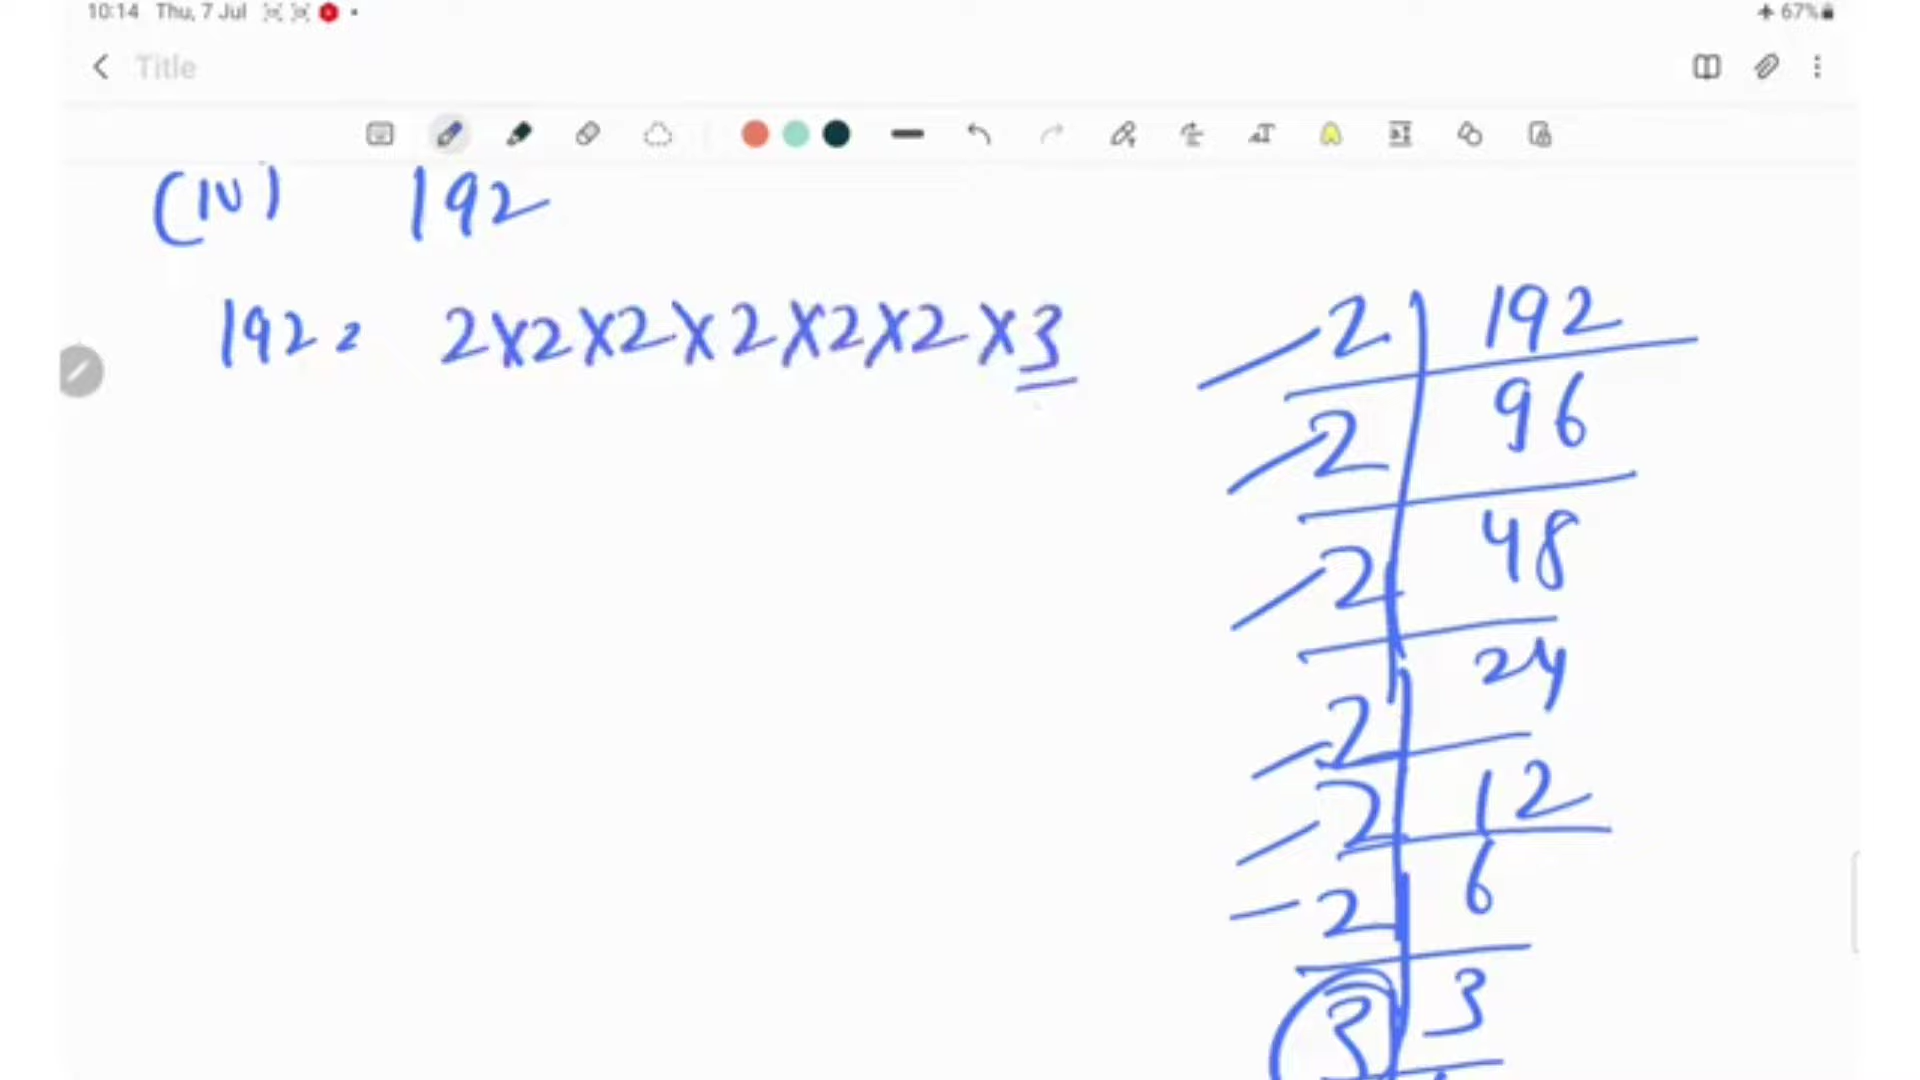 10:14 Thu, 7 Jul
67%
Title
(IV) 192
192 = 2×2×2×2×2×2×3
2 | 192
2 | 96
2 | 48
2 | 24
2 | 12
2 | 6
3 | 3